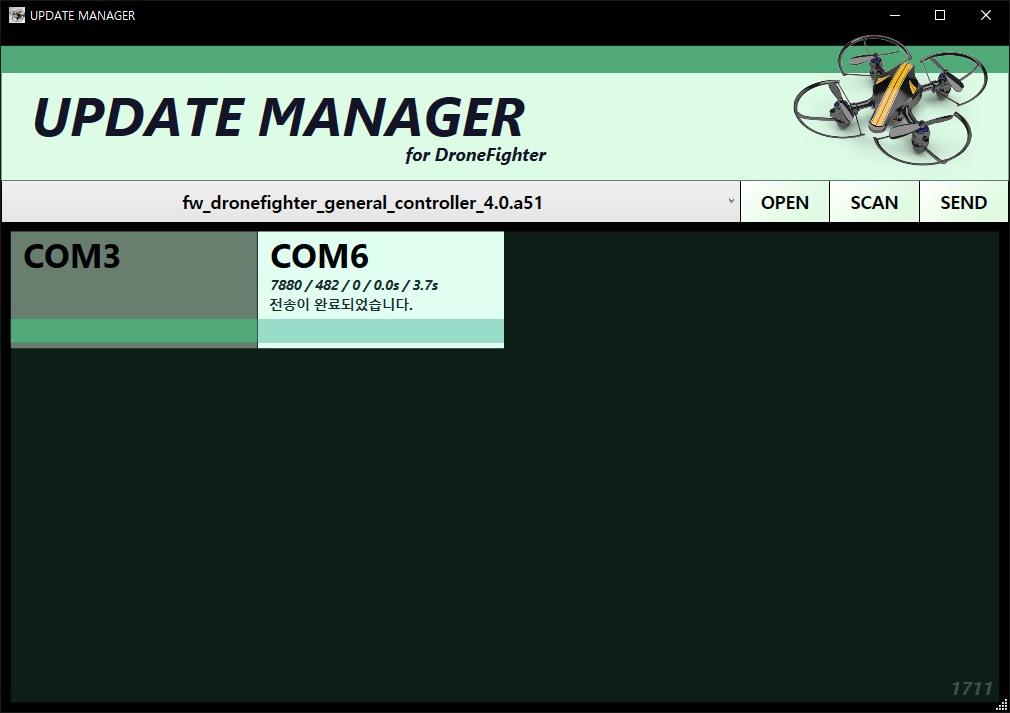 UPDATE MANAGER
UPDATE MANAGER
for DroneFighter
fw_dronefighter_general_controller_4.0.a51
OPEN
SCAN
SEND
COM3
COM6
7880 / 482 / 0 / 0.0s / 3.7s
전송이 완료되었습니다.
1711